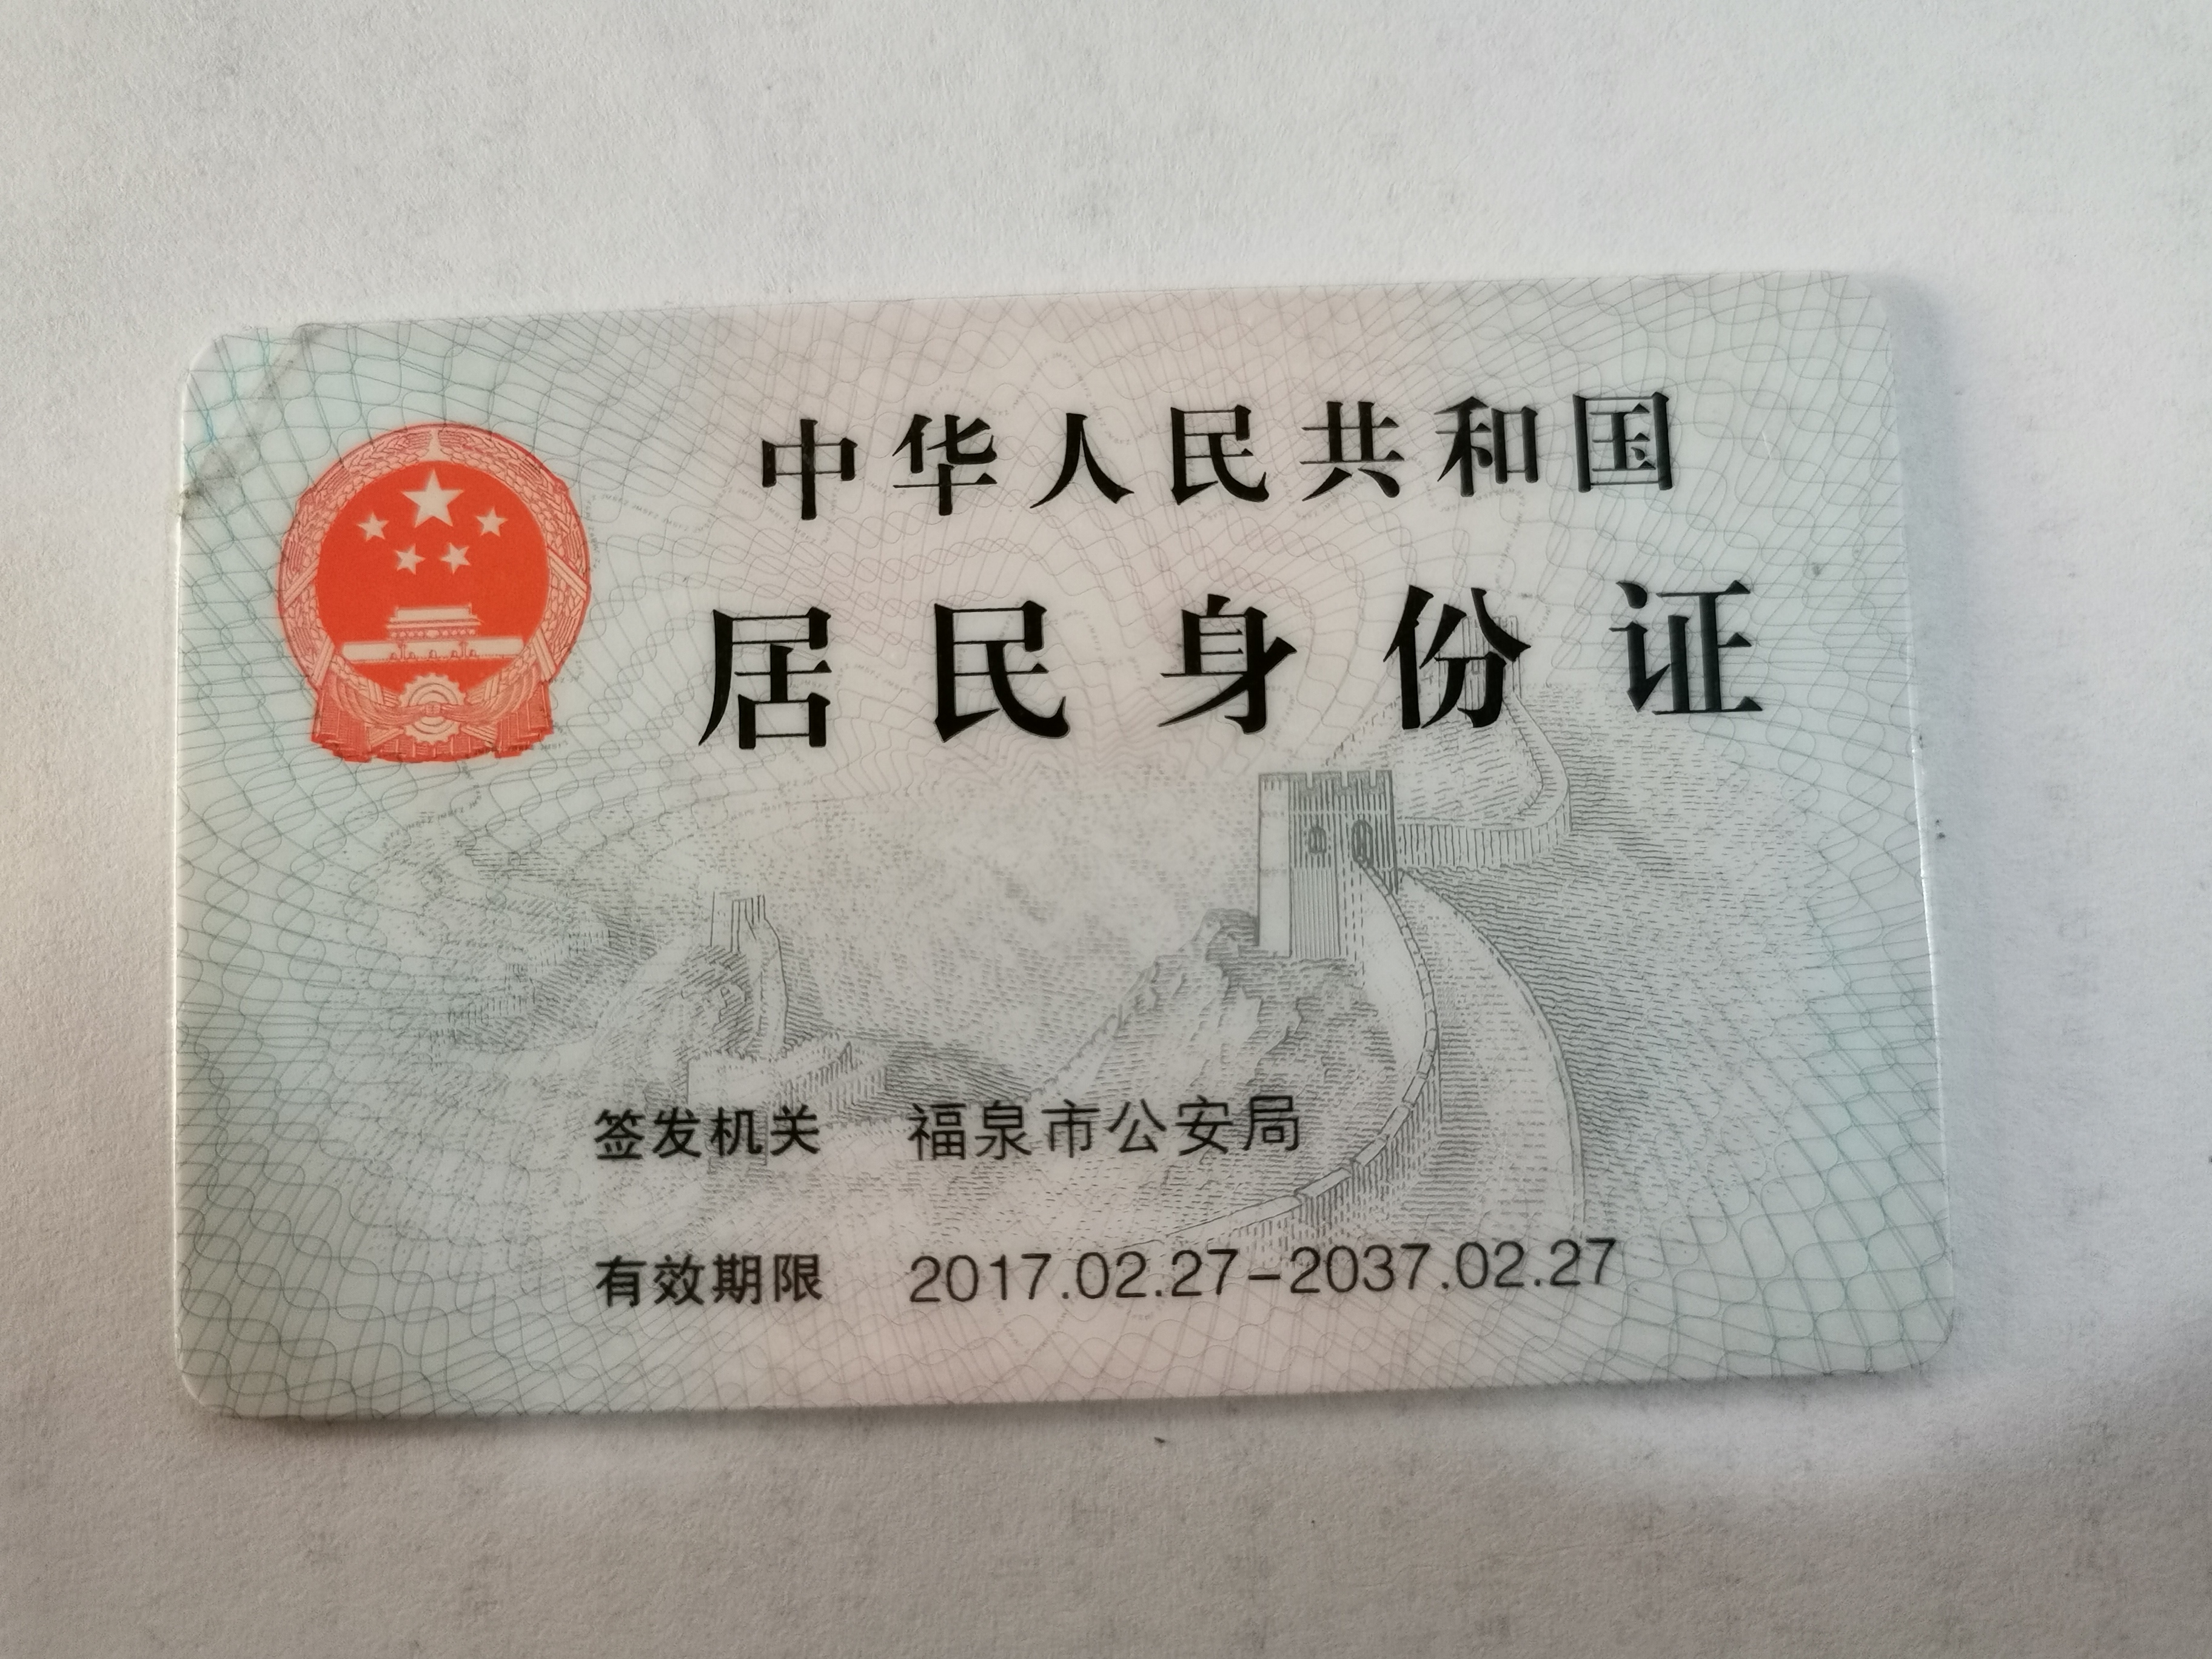 中华人民共和国
居民身份证
签发机关 福泉市公安局
有效期限 2017.02.27-2037.02.27